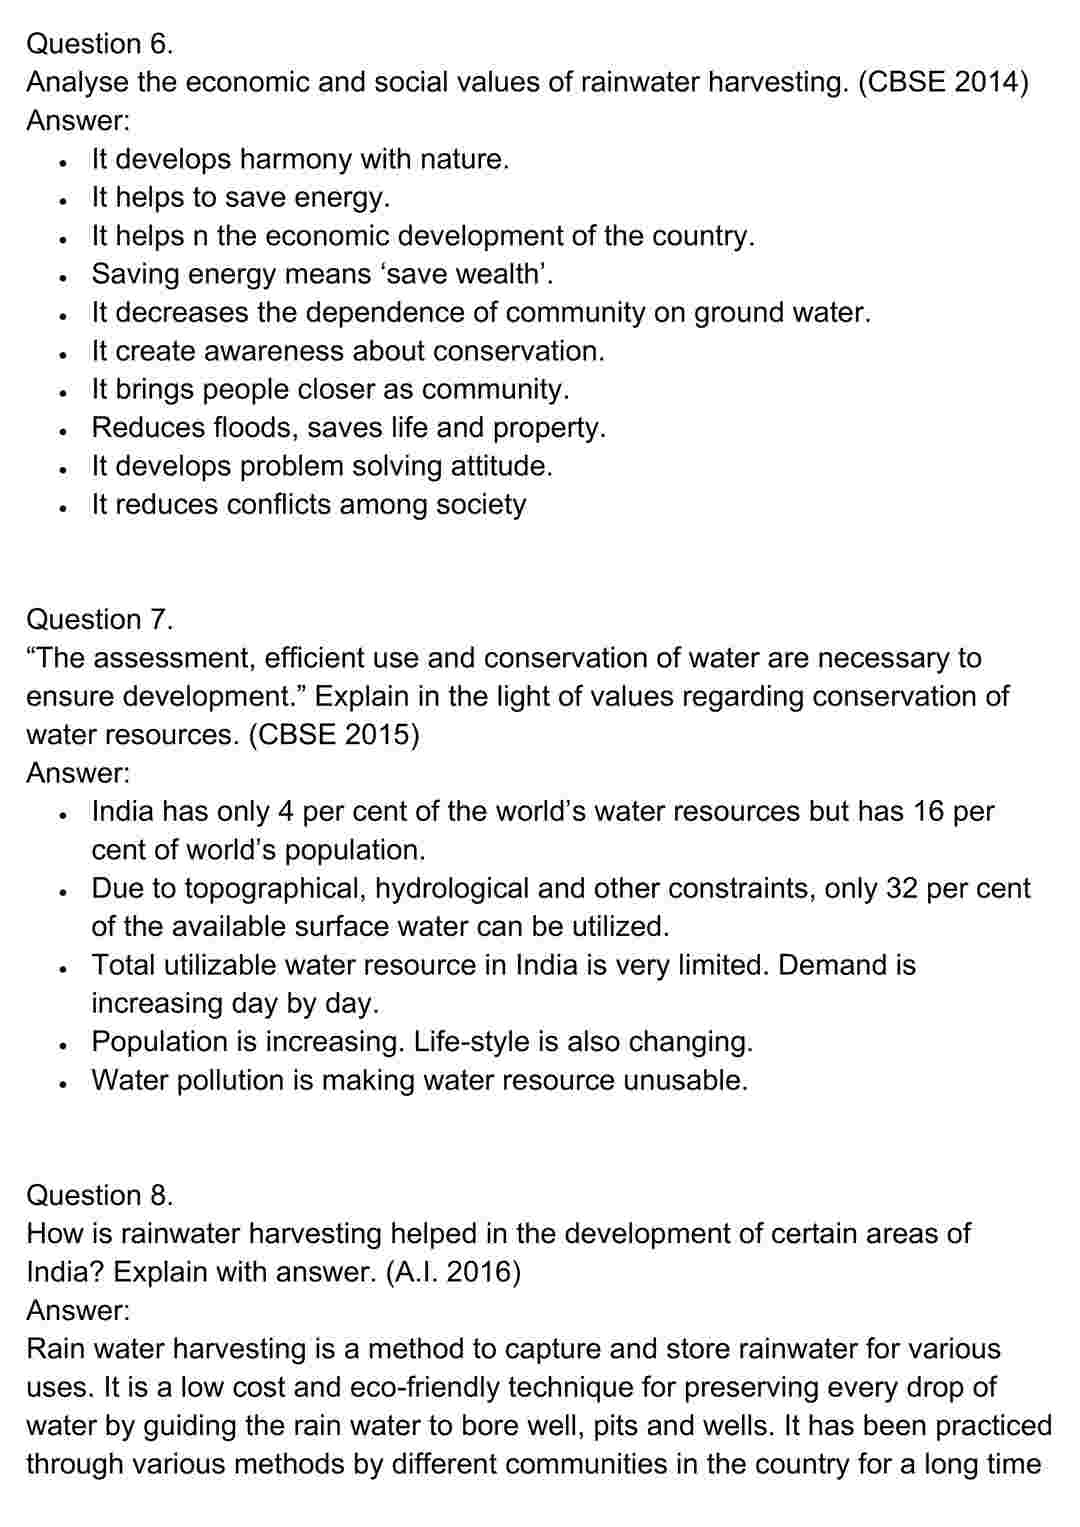 Question 6.
Analyse the economic and social values of rainwater harvesting. (CBSE 2014)
Answer:
• It develops harmony with nature.
• It helps to save energy.
• It helps n the economic development of the country.
• Saving energy means ‘save wealth’.
• It decreases the dependence of community on ground water.
• It create awareness about conservation.
• It brings people closer as community.
• Reduces floods, saves life and property.
• It develops problem solving attitude.
• It reduces conflicts among society
Question 7.
“The assessment, efficient use and conservation of water are necessary to
ensure development.” Explain in the light of values regarding conservation of
water resources. (CBSE 2015)
Answer:
• India has only 4 per cent of the world’s water resources but has 16 per
cent of world’s population.
• Due to topographical, hydrological and other constraints, only 32 per cent
of the available surface water can be utilized.
• Total utilizable water resource in India is very limited. Demand is
increasing day by day.
• Population is increasing. Life-style is also changing.
• Water pollution is making water resource unusable.
Question 8.
How is rainwater harvesting helped in the development of certain areas of
India? Explain with answer. (A.I. 2016)
Answer:
Rain water harvesting is a method to capture and store rainwater for various
uses. It is a low cost and eco-friendly technique for preserving every drop of
water by guiding the rain water to bore well, pits and wells. It has been practiced
through various methods by different communities in the country for a long time